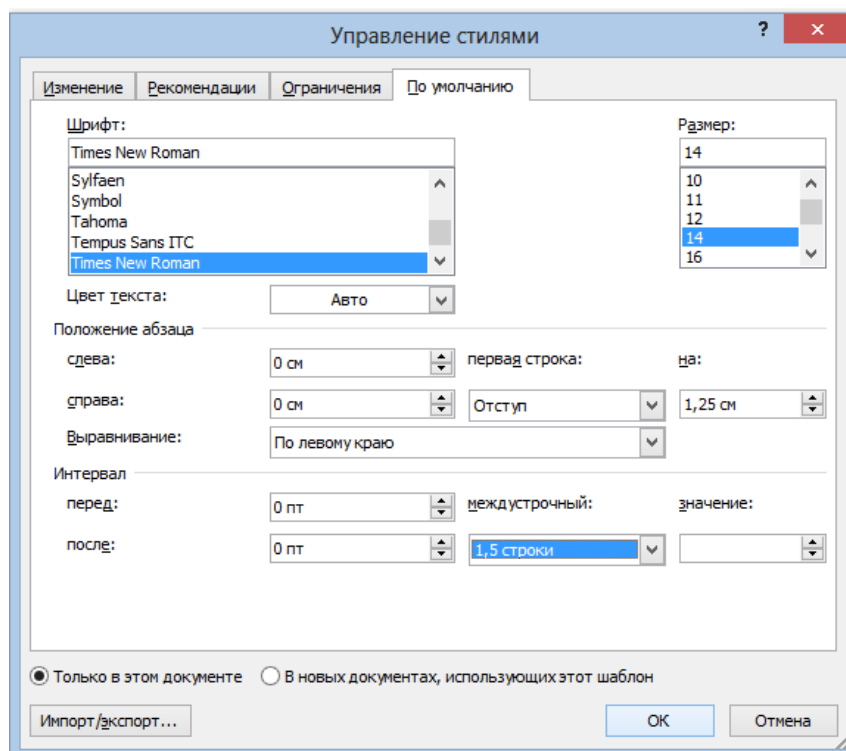 Управление стилями
?
Изменение Рекомендации Ограничения По умолчанию
Шрифт: Размер:
Times New Roman 14
Sylfaen 10
Symbol 11
Tahoma 12
Tempus Sans ITC 14
Times New Roman 16
Цвет текста: Авто
Положение абзаца
слева: 0 см первая строка: на:
справа: 0 см Отступ 1,25 см
Выравнивание: По левому краю
Интервал
перед: 0 пт междустрочный: значение:
после: 0 пт 1,5 строки
Только в этом документе В новых документах, использующих этот шаблон
Импорт/экспорт... ОК Отмена